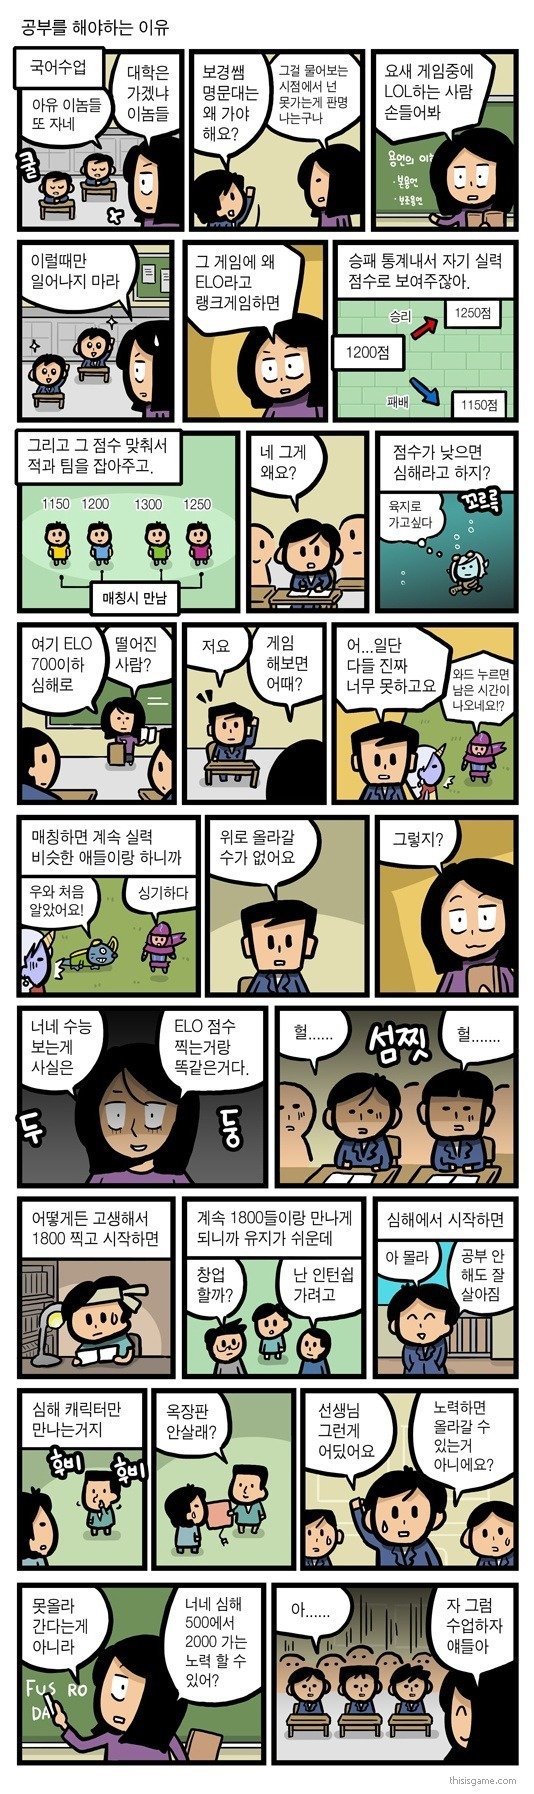 공부를 해야하는 이유
국어수업
아유 이놈들
또 자네
대학은
가겠냐
이놈들
쿨
보경쌤
명문대는
왜 가야
해요?
그걸 물어보는
시점에서 넌
못가는게 판명
나는구나
요새 게임중에
LOL하는 사람
손들어봐
용언의 이
·본용언
·보조용언
이럴때만
일어나지 마라
그 게임에 왜
ELO라고
랭크게임하면
승패 통계내서 자기 실력
점수로 보여주잖아.
승리
1250점
1200점
패배
1150점
그리고 그 점수 맞춰서
적과 팀을 잡아주고.
1150 1200 1300 1250
매칭시 만남
네 그게
왜요?
점수가 낮으면
심해라고 하지?
육지로
가고싶다
꼬르륵
여기 ELO
700이하
심해로
떨어진
사람?
저요
게임
해보면
어때?
어...일단
다들 진짜
너무 못하고요
와드 누르면
남은 시간이
나오네요!?
매칭하면 계속 실력
비슷한 애들이랑 하니까
우와 처음
알았어요!
싱기하다
위로 올라갈
수가 없어요
그렇지?
너네 수능
보는게
사실은
ELO 점수
찍는거랑
똑같은거다.
두
둥
헐......
섬찟
헐.......
어떻게든 고생해서
1800 찍고 시작하면
계속 1800들이랑 만나게
되니까 유지가 쉬운데
창업
할까?
난 인턴쉽
가려고
심해에서 시작하면
아 몰라
공부 안
해도 잘
살아짐
심해 캐릭터만
만나는거지
후비
후비
옥장판
안살래?
선생님
그런게
어딨어요
노력하면
올라갈 수
있는거
아니에요?
못올라
간다는게
아니라
너네 심해
500에서
2000 가는
노력 할 수
있어?
FUS RO
DA
아......
자 그럼
수업하자
얘들아
thisisgame.com